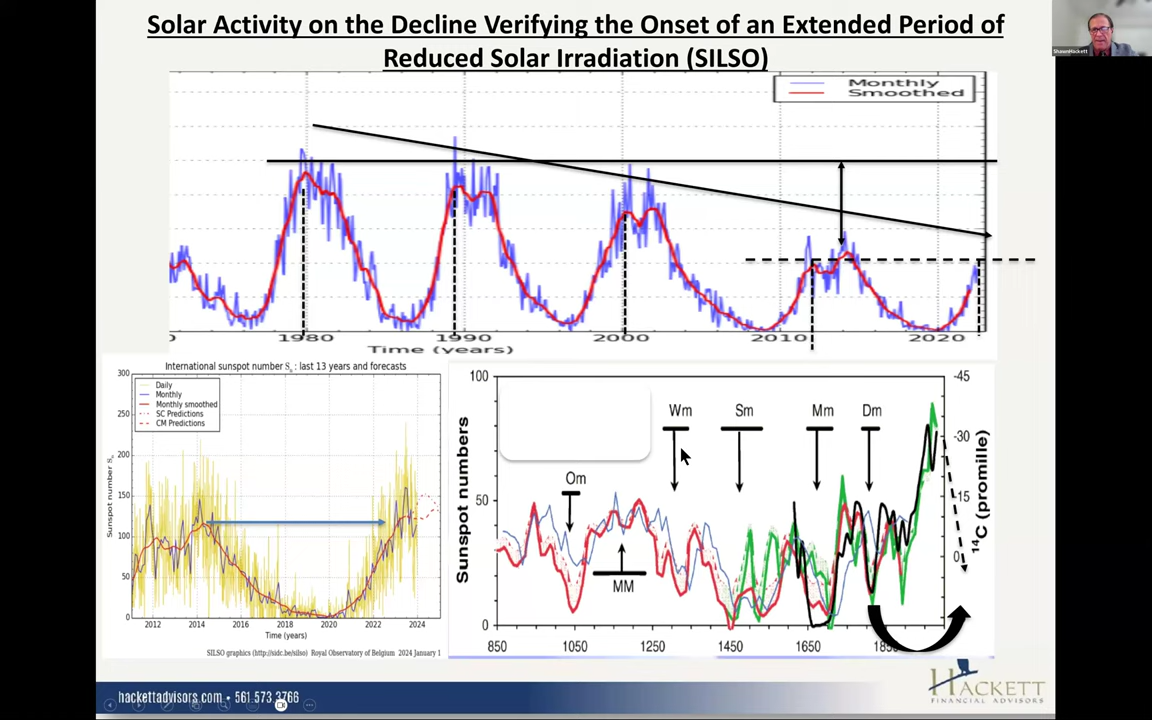 Solar Activity on the Decline Verifying the Onset of an Extended Period of
Reduced Solar Irradiation (SILSO)
ShawnHackett
Monthly
Smoothed
1980
1990
2000
2010
2020
Time (years)
International sunspot number Sn : last 13 years and forecasts
300
250
200
150
100
50
0
Sunspot number Sn
Daily
Monthly
Monthly smoothed
SC Predictions
CM Predictions
2012 2014 2016 2018 2020 2022 2024
Time (years)
SILSO graphics (http://sidc.be/silso) Royal Observatory of Belgium 2024 January 1
100
50
0
Sunspot numbers
Om
MM
Wm
Sm
Mm
Dm
850 1050 1250 1450 1650
-45
-30
-15
0
14C (promille)
hackettadvisors.com • 561.573.3766
HACKETT
FINANCIAL ADVISORS